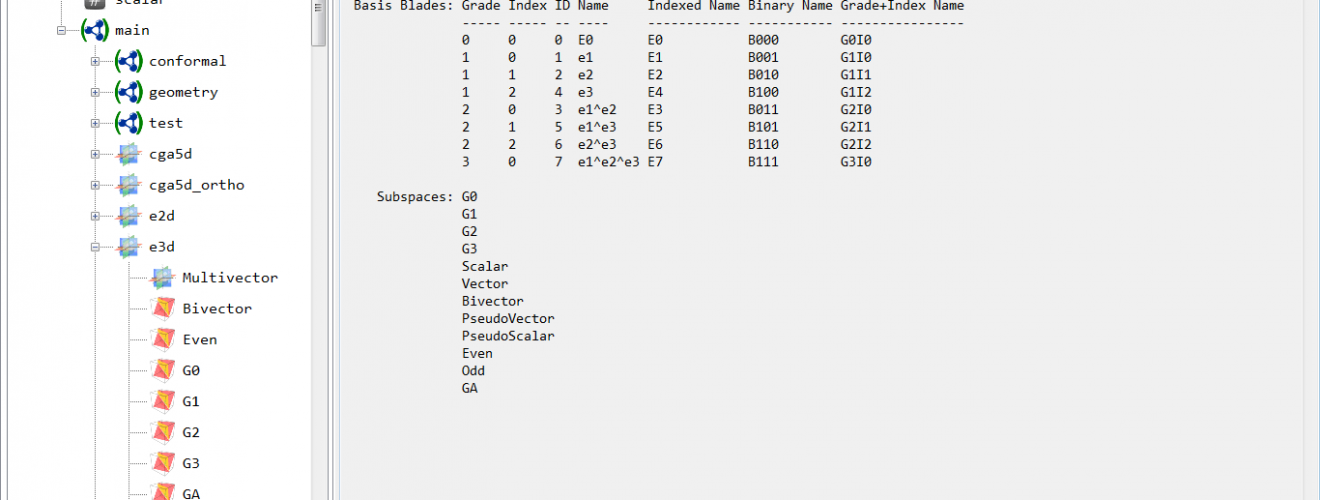 scalar
main
conformal
geometry
test
cga5d
cga5d_ortho
e2d
e3d
Multivector
Bivector
Even
G0
G1
G2
G3
GA
Basis Blades: Grade Index ID Name Indexed Name Binary Name Grade+Index Name
----- ----- -- ---- ------------ ----------- ----------------
0 0 0 E0 E0 B000 G0I0
1 0 1 e1 E1 B001 G1I0
1 1 2 e2 E2 B010 G1I1
1 2 4 e3 E4 B100 G1I2
2 0 3 e1^e2 E3 B011 G2I0
2 1 5 e1^e3 E5 B101 G2I1
2 2 6 e2^e3 E6 B110 G2I2
3 0 7 e1^e2^e3 E7 B111 G3I0
Subspaces: G0
G1
G2
G3
Scalar
Vector
Bivector
PseudoVector
PseudoScalar
Even
Odd
GA